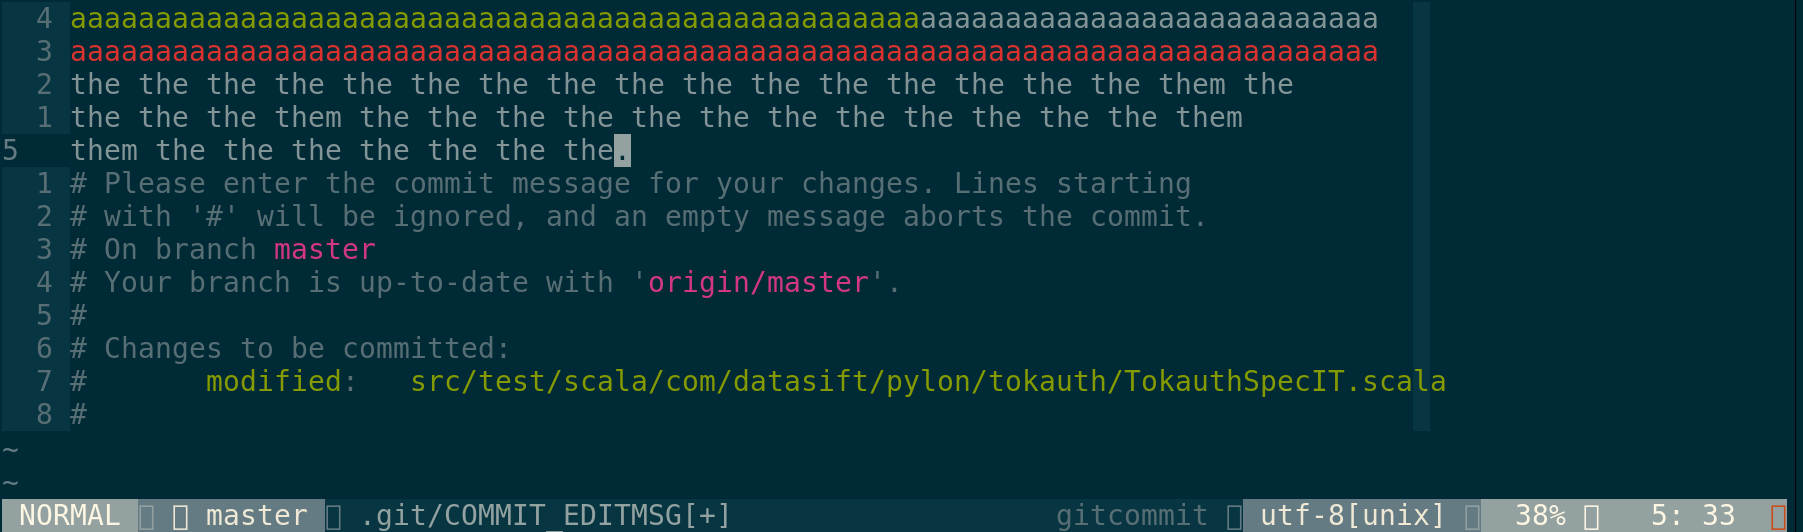 4 aaaaaaaaaaaaaaaaaaaaaaaaaaaaaaaaaaaaaaaaaaaaaaaaaaaaaaaaaaaaaaaaaaaaaaaaaaaaa
3 aaaaaaaaaaaaaaaaaaaaaaaaaaaaaaaaaaaaaaaaaaaaaaaaaaaaaaaaaaaaaaaaaaaaaaaaaaaaa
2 the the the the the the the the the the the the the the the the them the
1 the the the them the the the the the the the the the the the the them
5 them the the the the the the the.
1 # Please enter the commit message for your changes. Lines starting
2 # with '#' will be ignored, and an empty message aborts the commit.
3 # On branch master
4 # Your branch is up-to-date with 'origin/master'.
5 #
6 # Changes to be committed:
7 #       modified:   src/test/scala/com/datasift/pylon/tokauth/TokauthSpecIT.scala
8 #
~
~
NORMAL master .git/COMMIT_EDITMSG[+] gitcommit utf-8[unix] 38% 5: 33